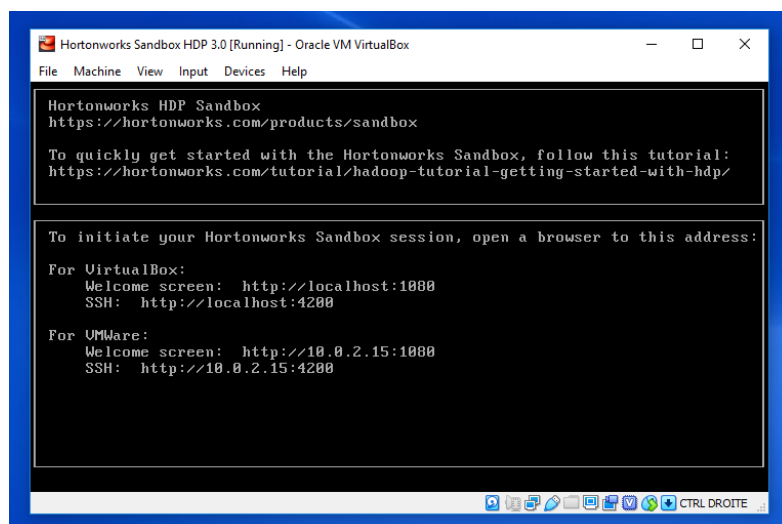 Hortonworks Sandbox HDP 3.0 [Running] - Oracle VM VirtualBox
File Machine View Input Devices Help
Hortonworks HDP Sandbox
https://hortonworks.com/products/sandbox
To quickly get started with the Hortonworks Sandbox, follow this tutorial:
https://hortonworks.com/tutorial/hadoop-tutorial-getting-started-with-hdp/
To initiate your Hortonworks Sandbox session, open a browser to this address:
For VirtualBox:
Welcome screen: http://localhost:1080
SSH: http://localhost:4200
For VMWare:
Welcome screen: http://10.0.2.15:1080
SSH: http://10.0.2.15:4200
CTRL DROITE